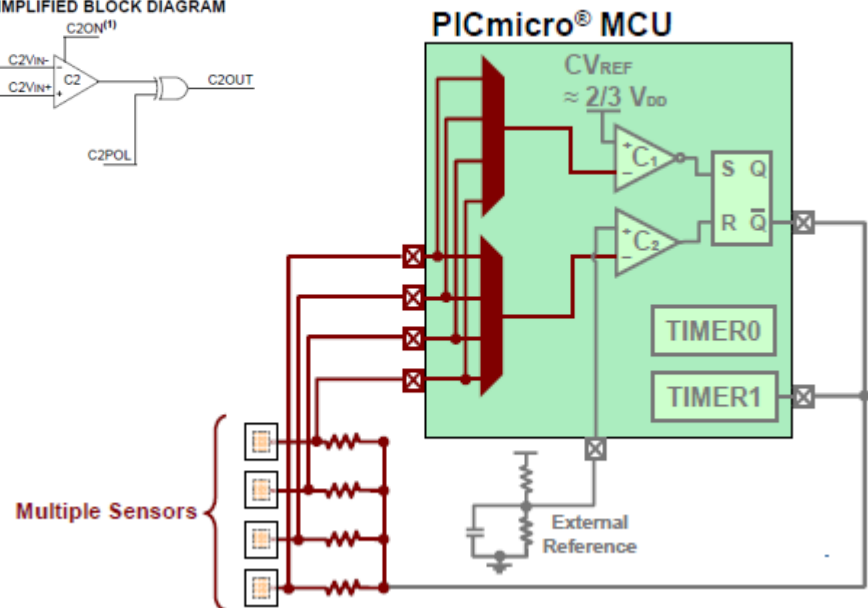 IMPLIFIED BLOCK DIAGRAM
C2ON(1)
C2VIN-
C2VIN+
C2
C2OUT
C2POL
PICmicro® MCU
CVREF
≈ 2/3 VDD
+
C1
−
S Q
R Q̅
+
C2
−
TIMER0
TIMER1
Multiple Sensors
External
Reference